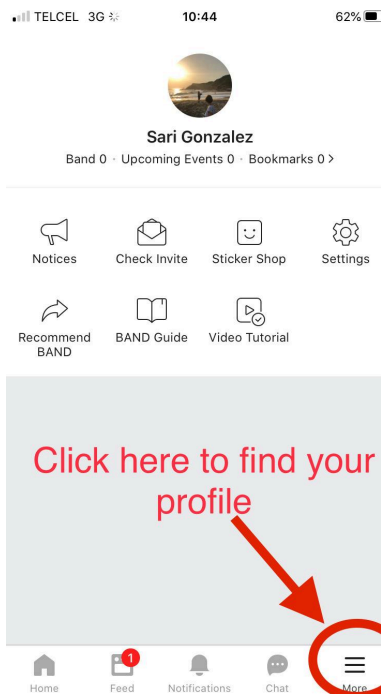 TELCEL 3G 10:44 62%
Sari Gonzalez
Band 0 · Upcoming Events 0 · Bookmarks 0 >
Notices Check Invite Sticker Shop Settings
Recommend BAND Guide Video Tutorial
BAND
Click here to find your
profile
1
Home Feed Notifications Chat More